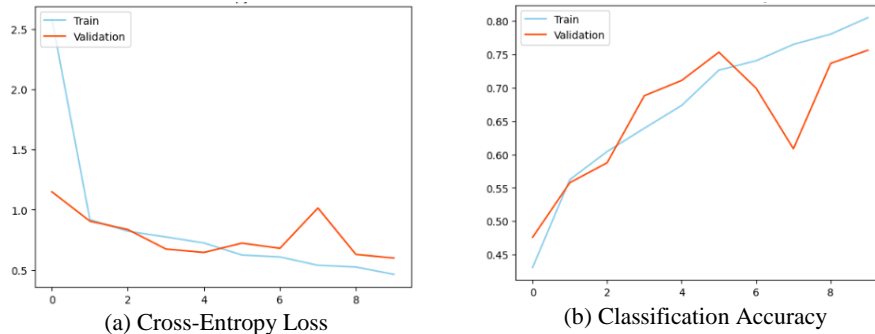 Train
Validation
2.5
2.0
1.5
1.0
0.5
0 2 4 6 8
(a) Cross-Entropy Loss
Train
Validation
0.80
0.75
0.70
0.65
0.60
0.55
0.50
0.45
0 2 4 6 8
(b) Classification Accuracy